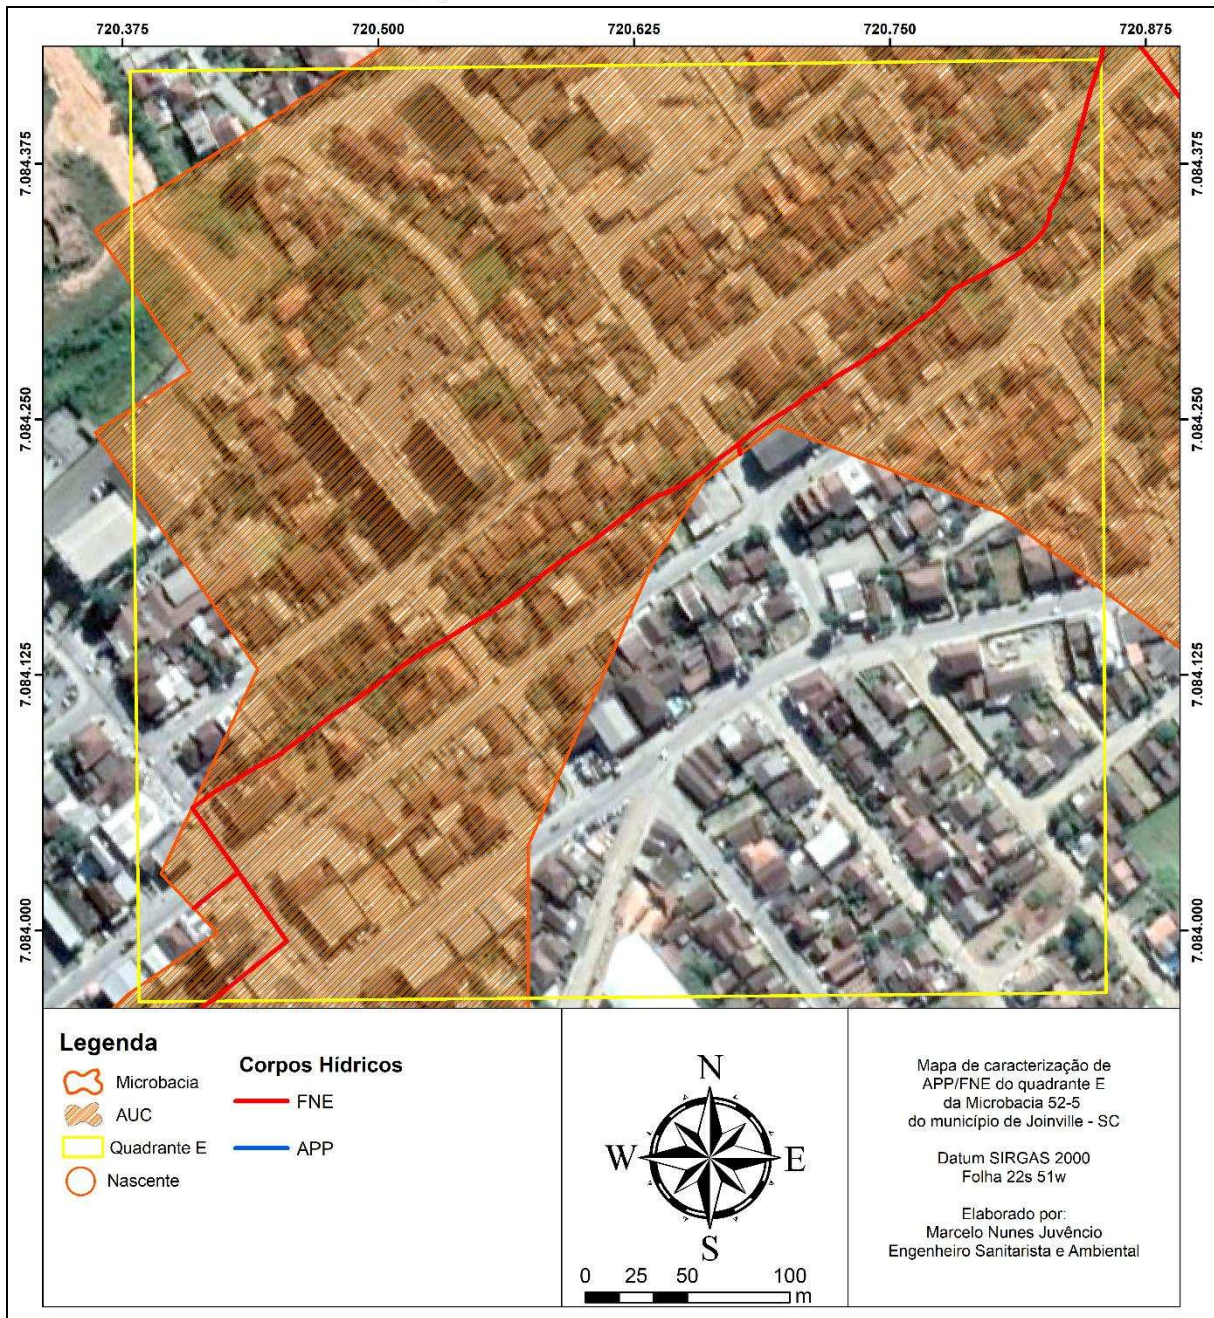 720.375 720.500 720.625 720.750 720.875
7.084.375 7.084.375
7.084.250 7.084.250
7.084.125 7.084.125
7.084.000 7.084.000
Legenda
Microbacia
AUC
Quadrante E
Nascente
Corpos Hídricos
FNE
APP
N
W E
S
0 25 50 100
m
Mapa de caracterização de
APP/FNE do quadrante E
da Microbacia 52-5
do município de Joinville - SC
Datum SIRGAS 2000
Folha 22s 51w
Elaborado por:
Marcelo Nunes Juvêncio
Engenheiro Sanitarista e Ambiental